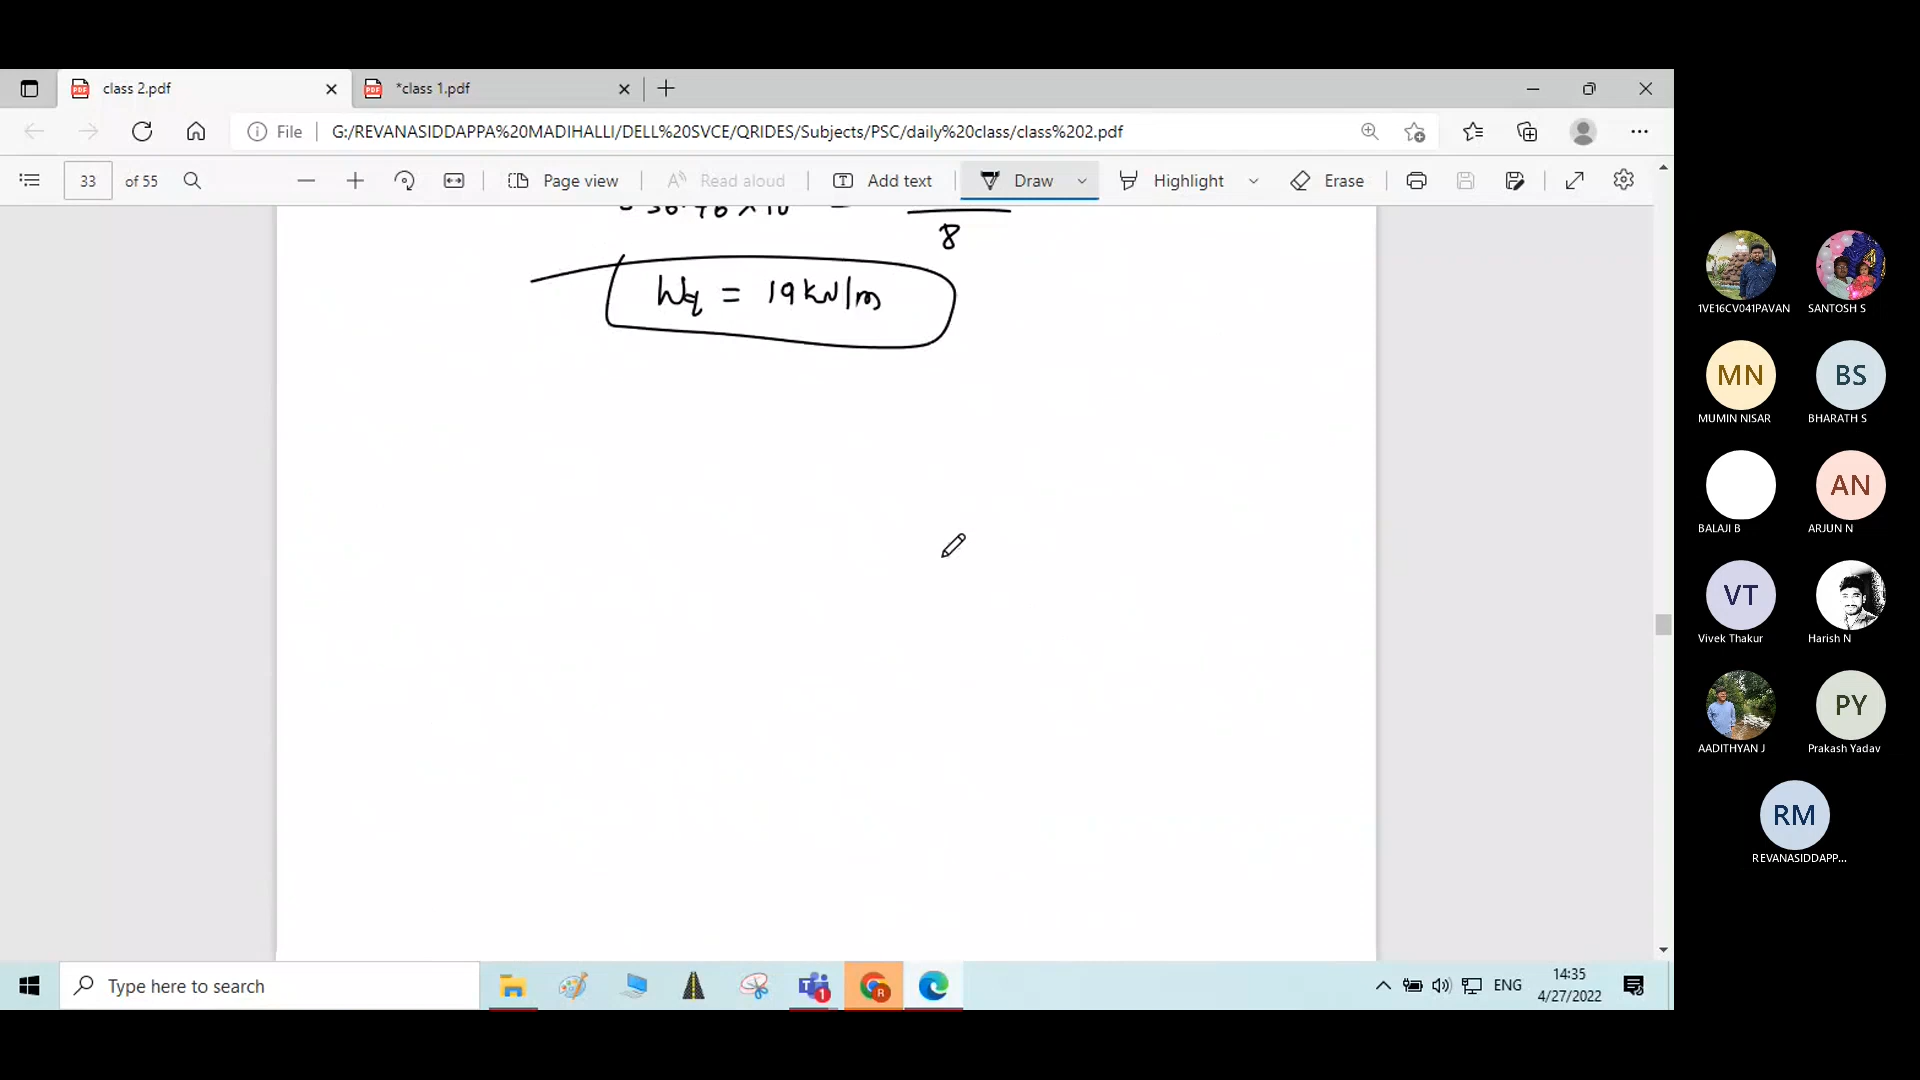 class 2.pdf
*class 1.pdf
File
G:/REVANASIDDAPPA%20MADIHALLI/DELL%20SVCE/QRIDES/Subjects/PSC/daily%20class/class%202.pdf
33 of 55
Page view
Read aloud
Add text
Draw
Highlight
Erase
8
Wq = 19 kN/m
1VE16CV041PAVAN
SANTOSH S
MN
BS
MUMIN NISAR
BHARATH S
AN
BALAJI B
ARJUN N
VT
Vivek Thakur
Harish N
PY
AADITHYAN J
Prakash Yadav
RM
REVANASIDDAPP...
Type here to search
1
R
ENG
14:35
4/27/2022